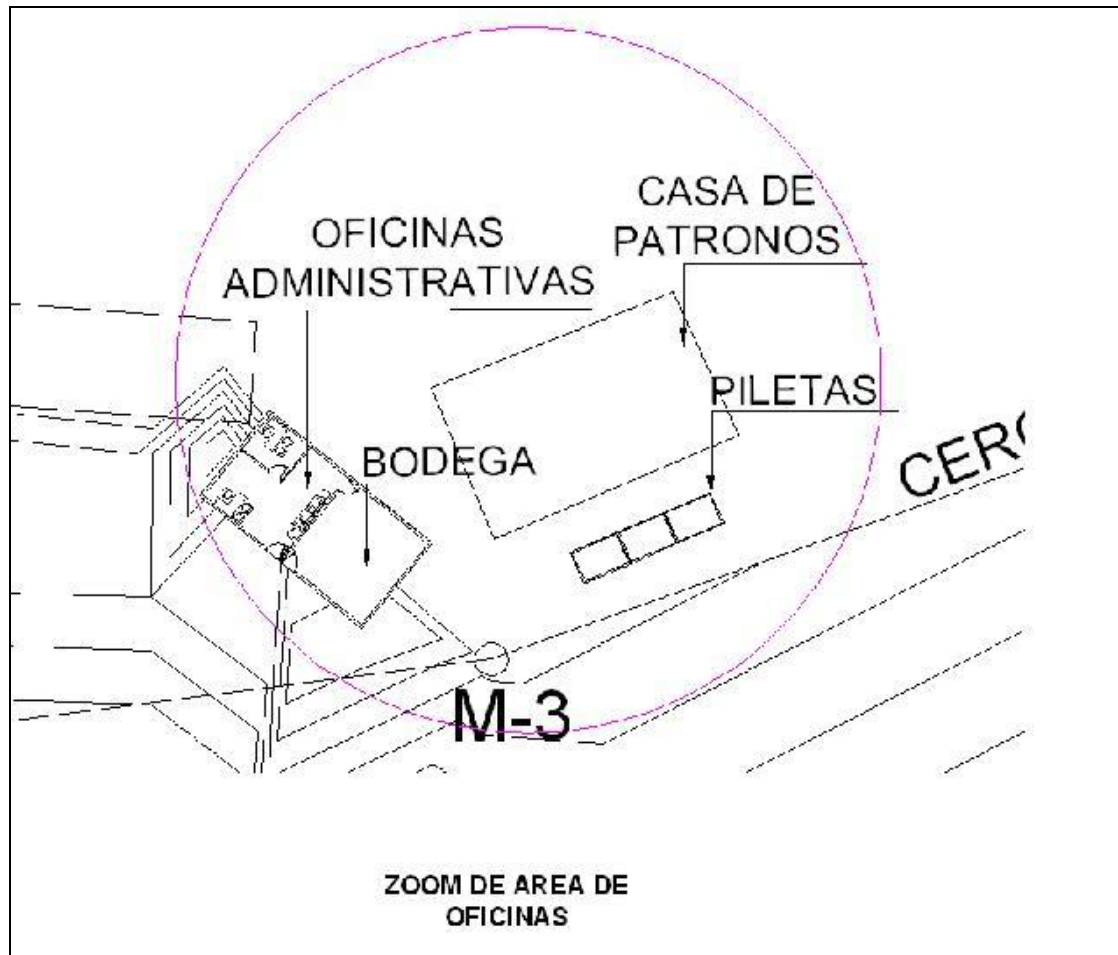 CASA DE
PATRONOS
OFICINAS
ADMINISTRATIVAS
PILETAS
BODEGA
M-3
ZOOM DE AREA DE
OFICINAS